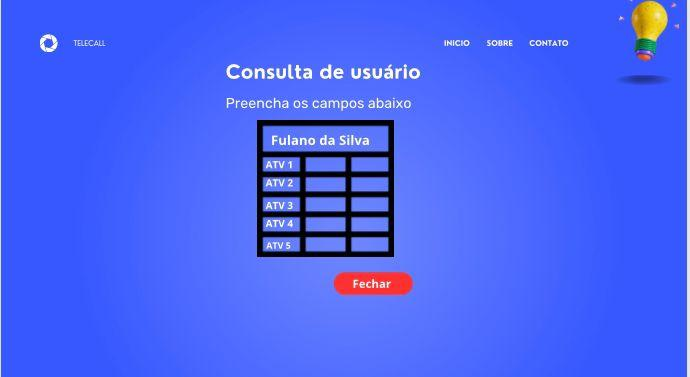 TELECALL
INICIO SOBRE CONTATO
Consulta de usuário
Preencha os campos abaixo
Fulano da Silva
ATV 1
ATV 2
ATV 3
ATV 4
ATV 5
Fechar